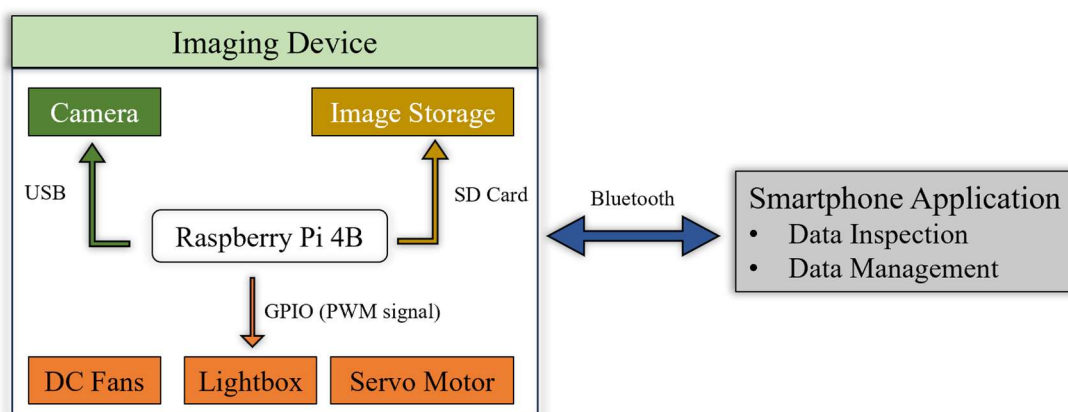 Imaging Device
Camera
Image Storage
USB
SD Card
Raspberry Pi 4B
GPIO (PWM signal)
DC Fans
Lightbox
Servo Motor
Bluetooth
Smartphone Application
• Data Inspection
• Data Management